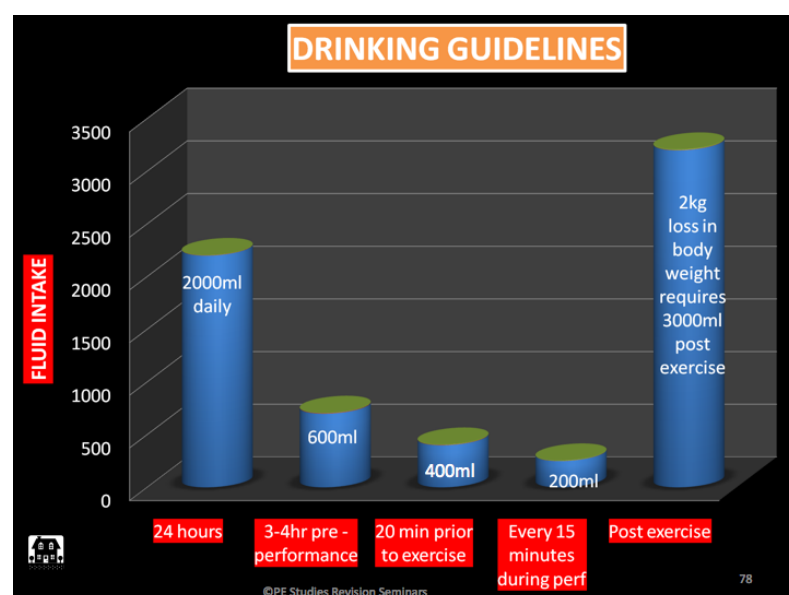 DRINKING GUIDELINES
3500
3000
2500
2000
1500
1000
500
0
FLUID INTAKE
2000ml
daily
600ml
400ml
200ml
2kg
loss in
body
weight
requires
3000ml
post
exercise
24 hours
3-4hr pre -
performance
20 min prior
to exercise
Every 15
minutes
during perf
Post exercise
©PE Studies Revision Seminars
78